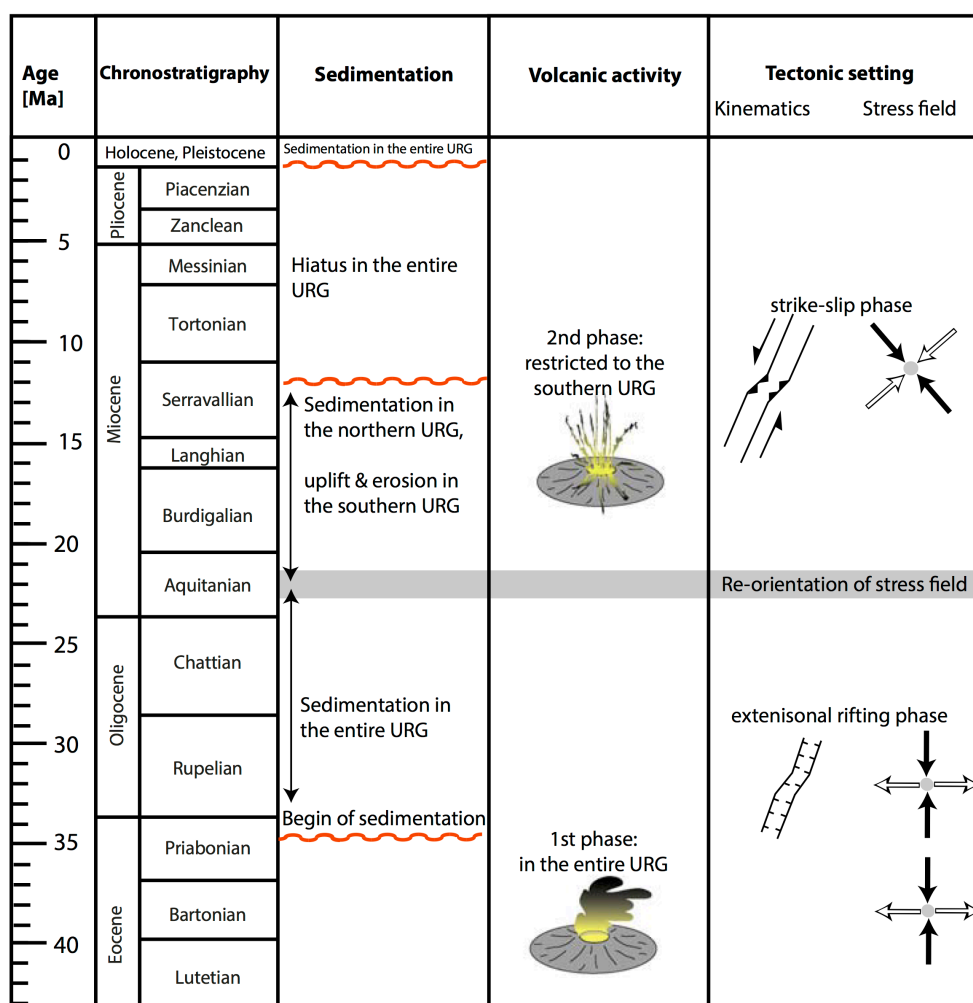 Age
[Ma]
Chronostratigraphy
Sedimentation
Volcanic activity
Tectonic setting
Kinematics
Stress field
0
5
10
15
20
25
30
35
40
Holocene, Pleistocene
Pliocene
Piacenzian
Zanclean
Miocene
Messinian
Tortonian
Serravallian
Langhian
Burdigalian
Aquitanian
Oligocene
Chattian
Rupelian
Eocene
Priabonian
Bartonian
Lutetian
Sedimentation in the entire URG
Hiatus in the entire
URG
Sedimentation in
the northern URG,
uplift & erosion in
the southern URG
Sedimentation in
the entire URG
Begin of sedimentation
2nd phase:
restricted to the
southern URG
1st phase:
in the entire URG
strike-slip phase
Re-orientation of stress field
extenisonal rifting phase